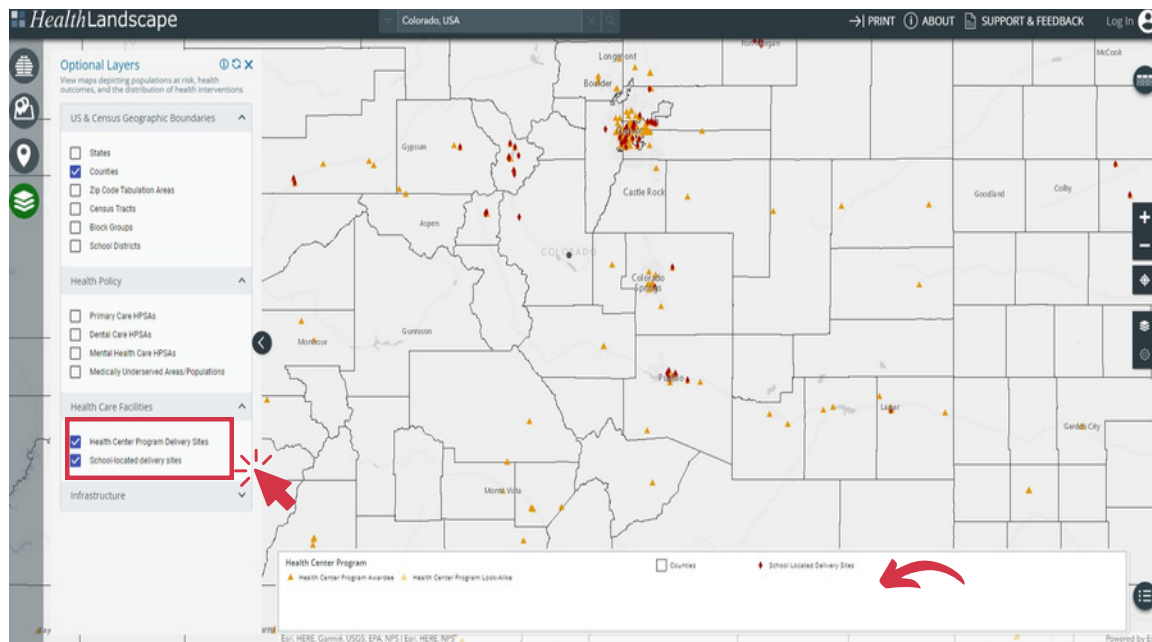 HealthLandscape
Colorado, USA
PRINT
ABOUT
SUPPORT & FEEDBACK
Log In
Optional Layers
View maps depicting populations at risk, health
outcomes, and the distribution of health interventions
US & Census Geographic Boundaries
States
Counties
Zip Code Tabulation Areas
Census Tracts
Block Groups
School Districts
Health Policy
Primary Care HPSAs
Dental Care HPSAs
Mental Health Care HPSAs
Medically Underserved Areas/Populations
Health Care Facilities
Health Center Program Delivery Sites
School-located delivery sites
Infrastructure
Fort Morgan
McCook
Longmont
Boulder
Gypsum
Castle Rock
Goodland
Colby
Aspen
COLORADO
Colorado
Springs
Gunnison
Montrose
Pueblo
Lamar
Garden City
Monte Vista
Health Center Program
Health Center Program Awardee
Health Center Program Look-Alike
Counties
School Located Delivery Sites
Esri, HERE, Garmin, USGS, EPA, NPS | Esri, HERE, NPS
Powered by Es